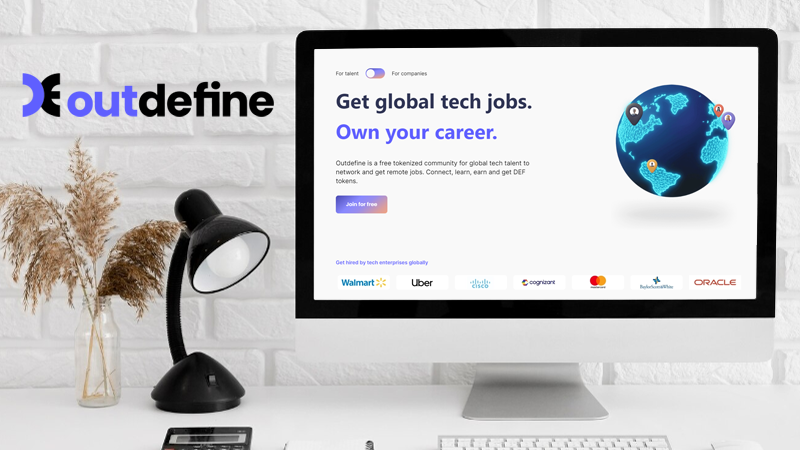 outdefine
For talent
For companies
Get global tech jobs.
Own your career.
Outdefine is a free tokenized community for global tech talent to
network and get remote jobs. Connect, learn, earn and get DEF
tokens.
Join for free
Get hired by tech enterprises globally
Walmart
Uber
CISCO
cognizant
mastercard
BaylorScott&White
ORACLE